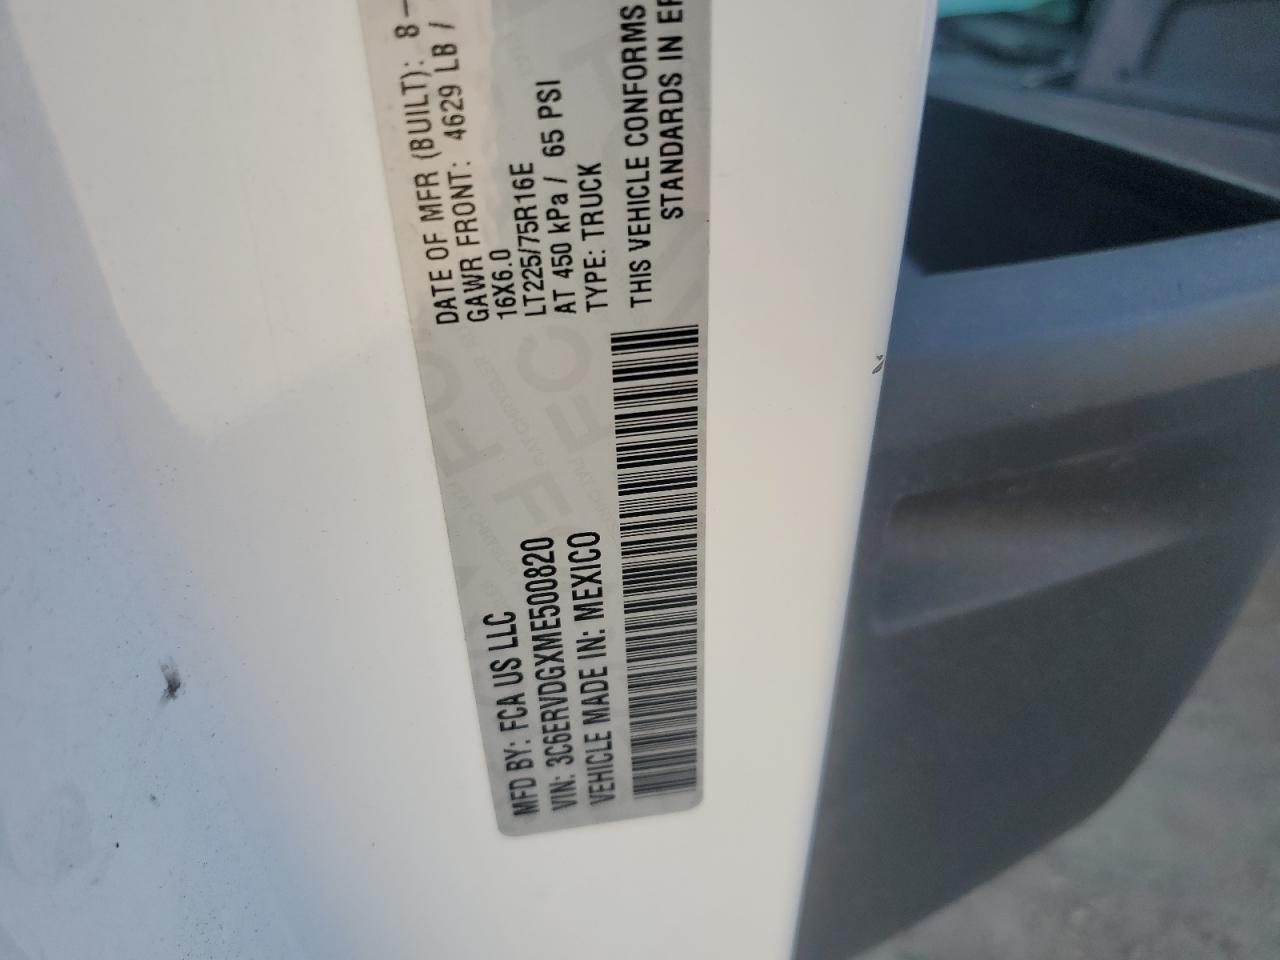 MFD BY: FCA US LLC
VIN: 3C6ERVDGXME500820
VEHICLE MADE IN: MEXICO
DATE OF MFR (BUILT): 8-
GAWR FRONT: 4629 LB /
16X6.0
LT225/75R16E
AT 450 kPa / 65 PSI
TYPE: TRUCK
THIS VEHICLE CONFORMS
STANDARDS IN